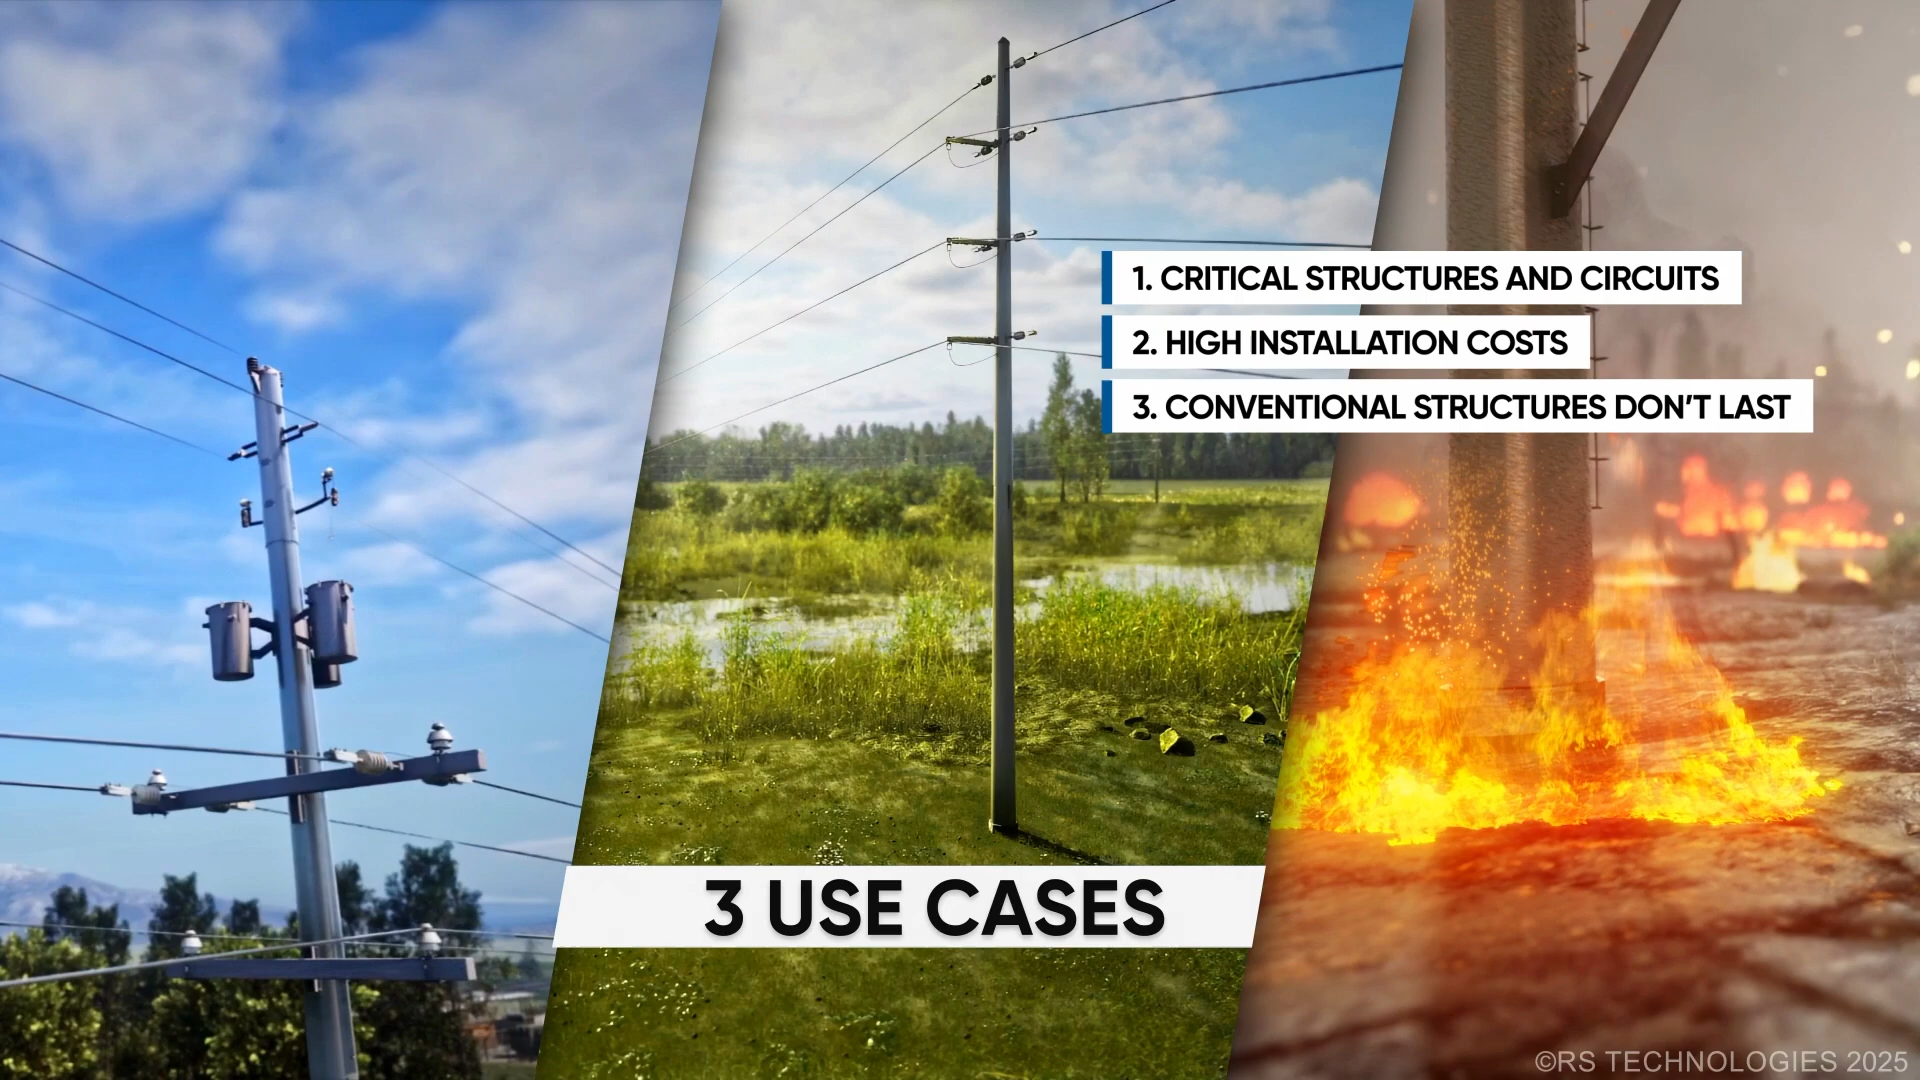 1. CRITICAL STRUCTURES AND CIRCUITS
2. HIGH INSTALLATION COSTS
3. CONVENTIONAL STRUCTURES DON’T LAST
3 USE CASES
©RS TECHNOLOGIES 2025